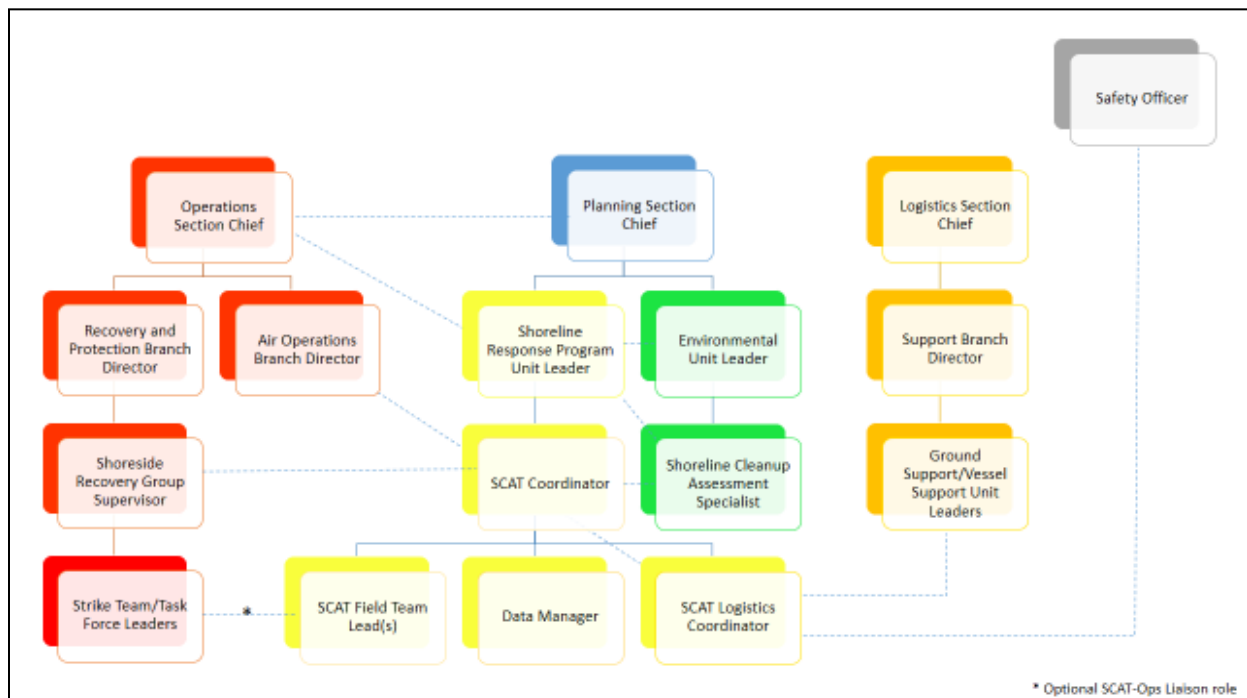 Safety Officer
Operations
Section Chief
Planning Section
Chief
Logistics Section
Chief
Recovery and
Protection Branch
Director
Air Operations
Branch Director
Shoreline
Response Program
Unit Leader
Environmental
Unit Leader
Support Branch
Director
Shoreside
Recovery Group
Supervisor
SCAT Coordinator
Shoreline Cleanup
Assessment
Specialist
Ground
Support/Vessel
Support Unit
Leaders
Strike Team/Task
Force Leaders
*
SCAT Field Team
Lead(s)
Data Manager
SCAT Logistics
Coordinator
* Optional SCAT-Ops Liaison role